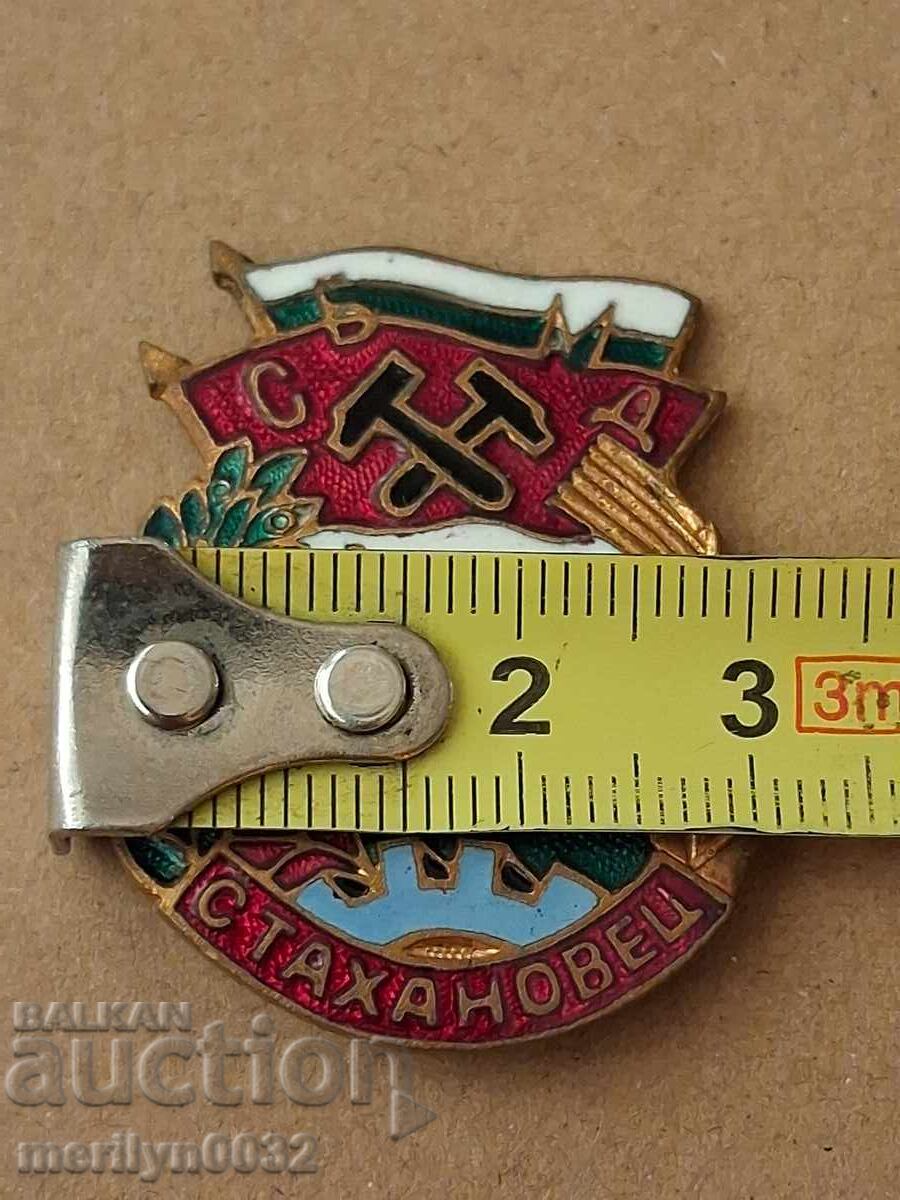 Б М
С Д
2 3 3m
СТАХАНОВЕЦ
BALKAN
auction
merilyn0032